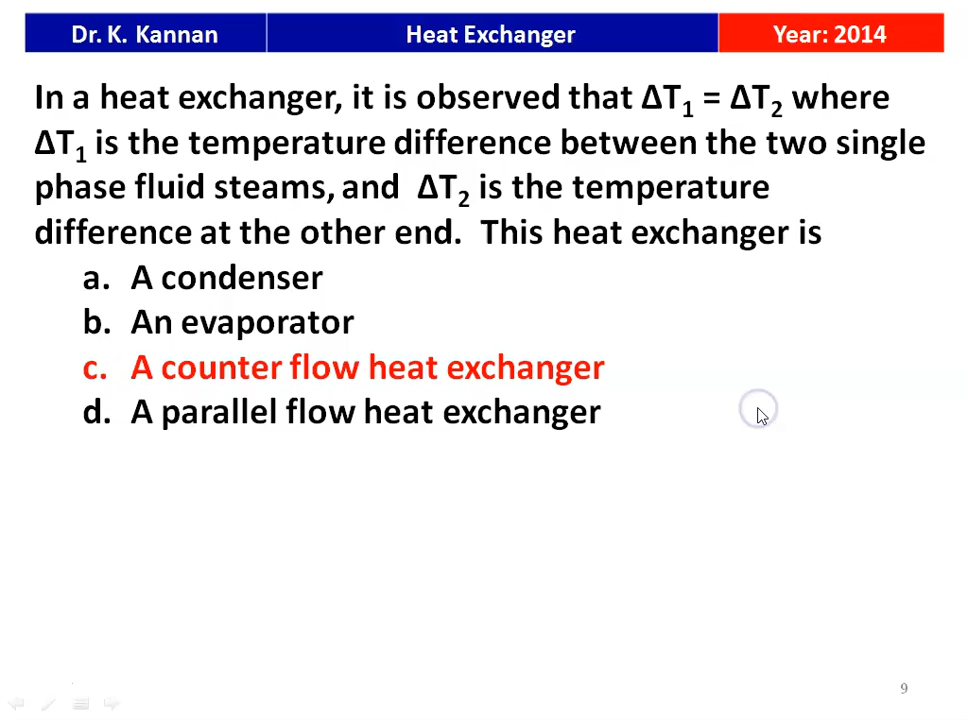 Dr. K. Kannan
Heat Exchanger
Year: 2014
In a heat exchanger, it is observed that ΔT₁ = ΔT₂ where
ΔT₁ is the temperature difference between the two single
phase fluid steams, and ΔT₂ is the temperature
difference at the other end. This heat exchanger is
a. A condenser
b. An evaporator
c. A counter flow heat exchanger
d. A parallel flow heat exchanger
9